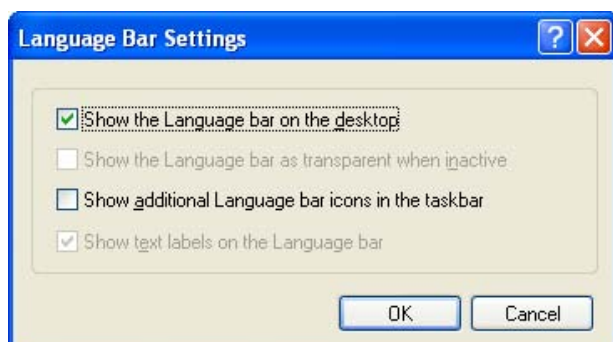 Language Bar Settings
Show the Language bar on the desktop
Show the Language bar as transparent when inactive
Show additional Language bar icons in the taskbar
Show text labels on the Language bar
OK Cancel